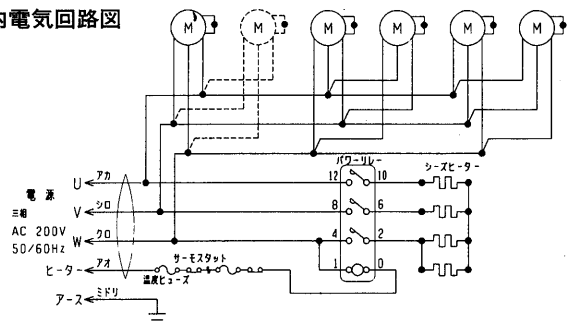 内電気回路図
M M M M M M
パワーリレー
シーズヒーター
電源
三相
AC 200V
50/60Hz
U アカ
V シロ
W クロ
ヒーター アオ
アース ミドリ
サーモスタット
温度ヒューズ
12 10
8 6
4 2
1 0